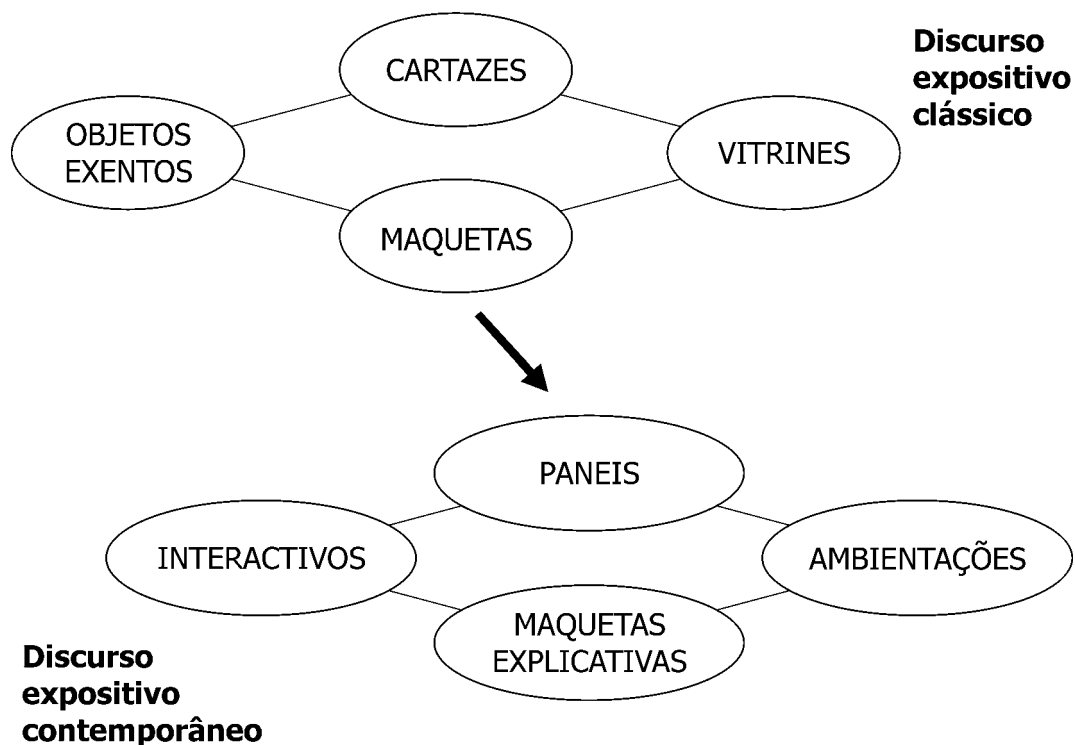 Discurso
expositivo
clássico
CARTAZES
OBJETOS
EXENTOS
VITRINES
MAQUETAS
PANEIS
INTERACTIVOS
AMBIENTAÇÕES
MAQUETAS
EXPLICATIVAS
Discurso
expositivo
contemporâneo